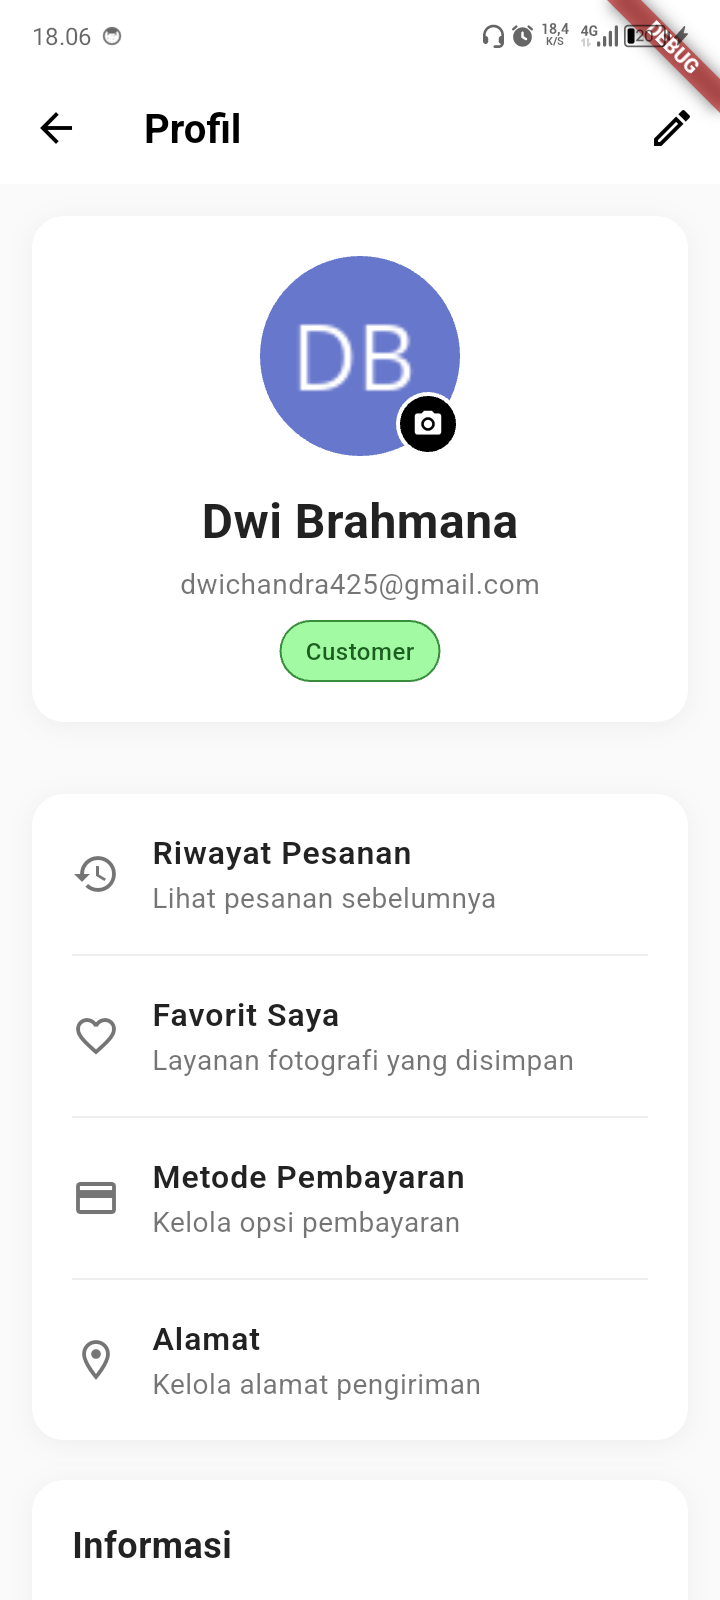 18.06
18,4
K/S
4G
20
DEBUG
Profil
DB
Dwi Brahmana
dwichandra425@gmail.com
Customer
Riwayat Pesanan
Lihat pesanan sebelumnya
Favorit Saya
Layanan fotografi yang disimpan
Metode Pembayaran
Kelola opsi pembayaran
Alamat
Kelola alamat pengiriman
Informasi